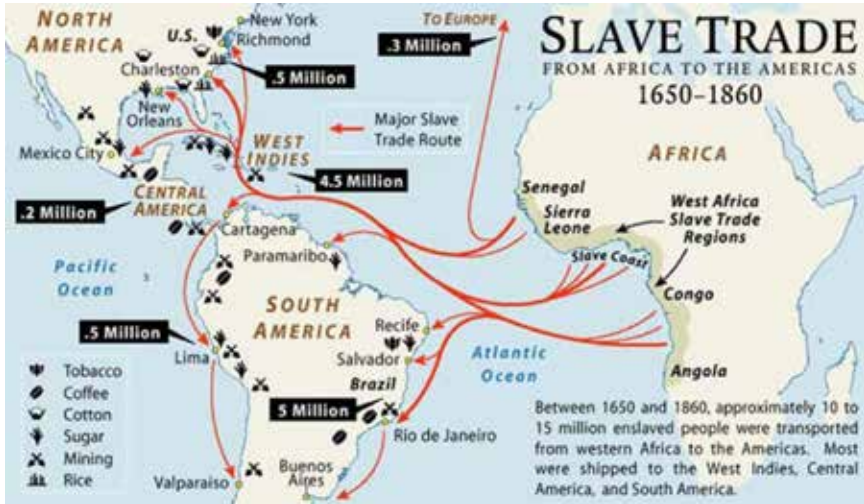 SLAVE TRADE
FROM AFRICA TO THE AMERICAS
1650–1860
NORTH
AMERICA
U.S.
New York
Richmond
Charleston
New
Orleans
.5 Million
TO EUROPE
.3 Million
Major Slave
Trade Route
Mexico City
WEST
INDIES
4.5 Million
CENTRAL
AMERICA
.2 Million
Cartagena
Paramaribo
Pacific
Ocean
SOUTH
AMERICA
.5 Million
Lima
Recife
Salvador
Brazil
5 Million
Rio de Janeiro
Valparaiso
Buenos
Aires
Atlantic
Ocean
AFRICA
Senegal
Sierra
Leone
West Africa
Slave Trade
Regions
Slave Coast
Congo
Angola
Tobacco
Coffee
Cotton
Sugar
Mining
Rice
Between 1650 and 1860, approximately 10 to
15 million enslaved people were transported
from western Africa to the Americas. Most
were shipped to the West Indies, Central
America, and South America.